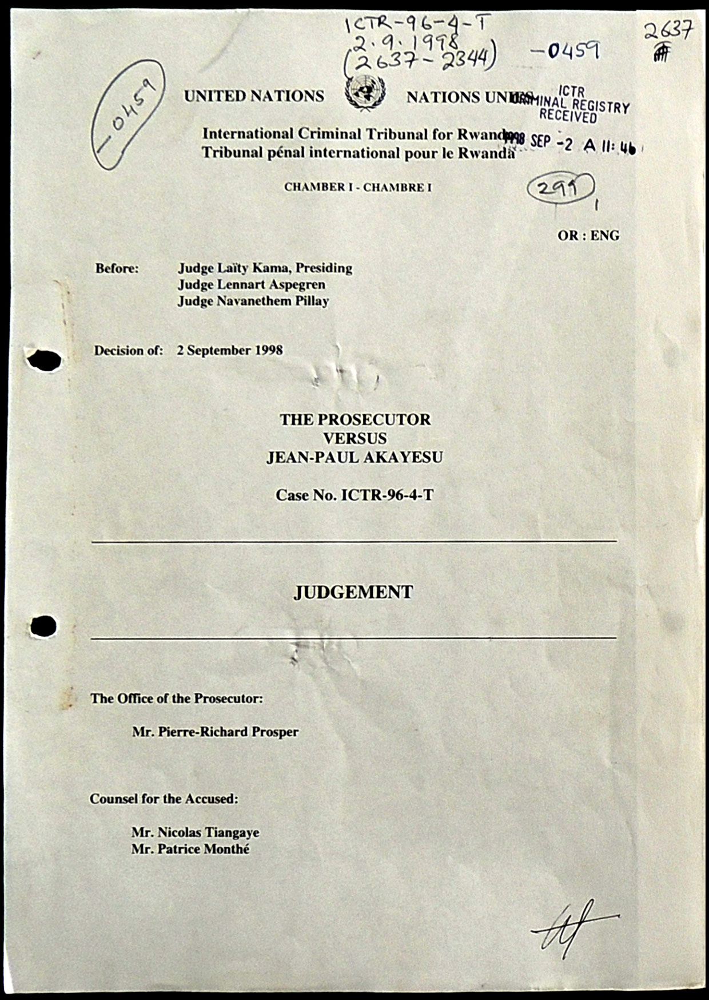 ICTR-96-4-T
2.9.1998
(2637-2344)
-0459
2637
-0459
UNITED NATIONS
NATIONS UNIES
ICTR
CRIMINAL REGISTRY
RECEIVED
International Criminal Tribunal for Rwanda
1998 SEP -2 A 11: 46
Tribunal pénal international pour le Rwanda
CHAMBER I - CHAMBRE I
299
1
OR : ENG
Before: Judge Laïty Kama, Presiding
Judge Lennart Aspegren
Judge Navanethem Pillay
Decision of: 2 September 1998
THE PROSECUTOR
VERSUS
JEAN-PAUL AKAYESU
Case No. ICTR-96-4-T
JUDGEMENT
The Office of the Prosecutor:
Mr. Pierre-Richard Prosper
Counsel for the Accused:
Mr. Nicolas Tiangaye
Mr. Patrice Monthé